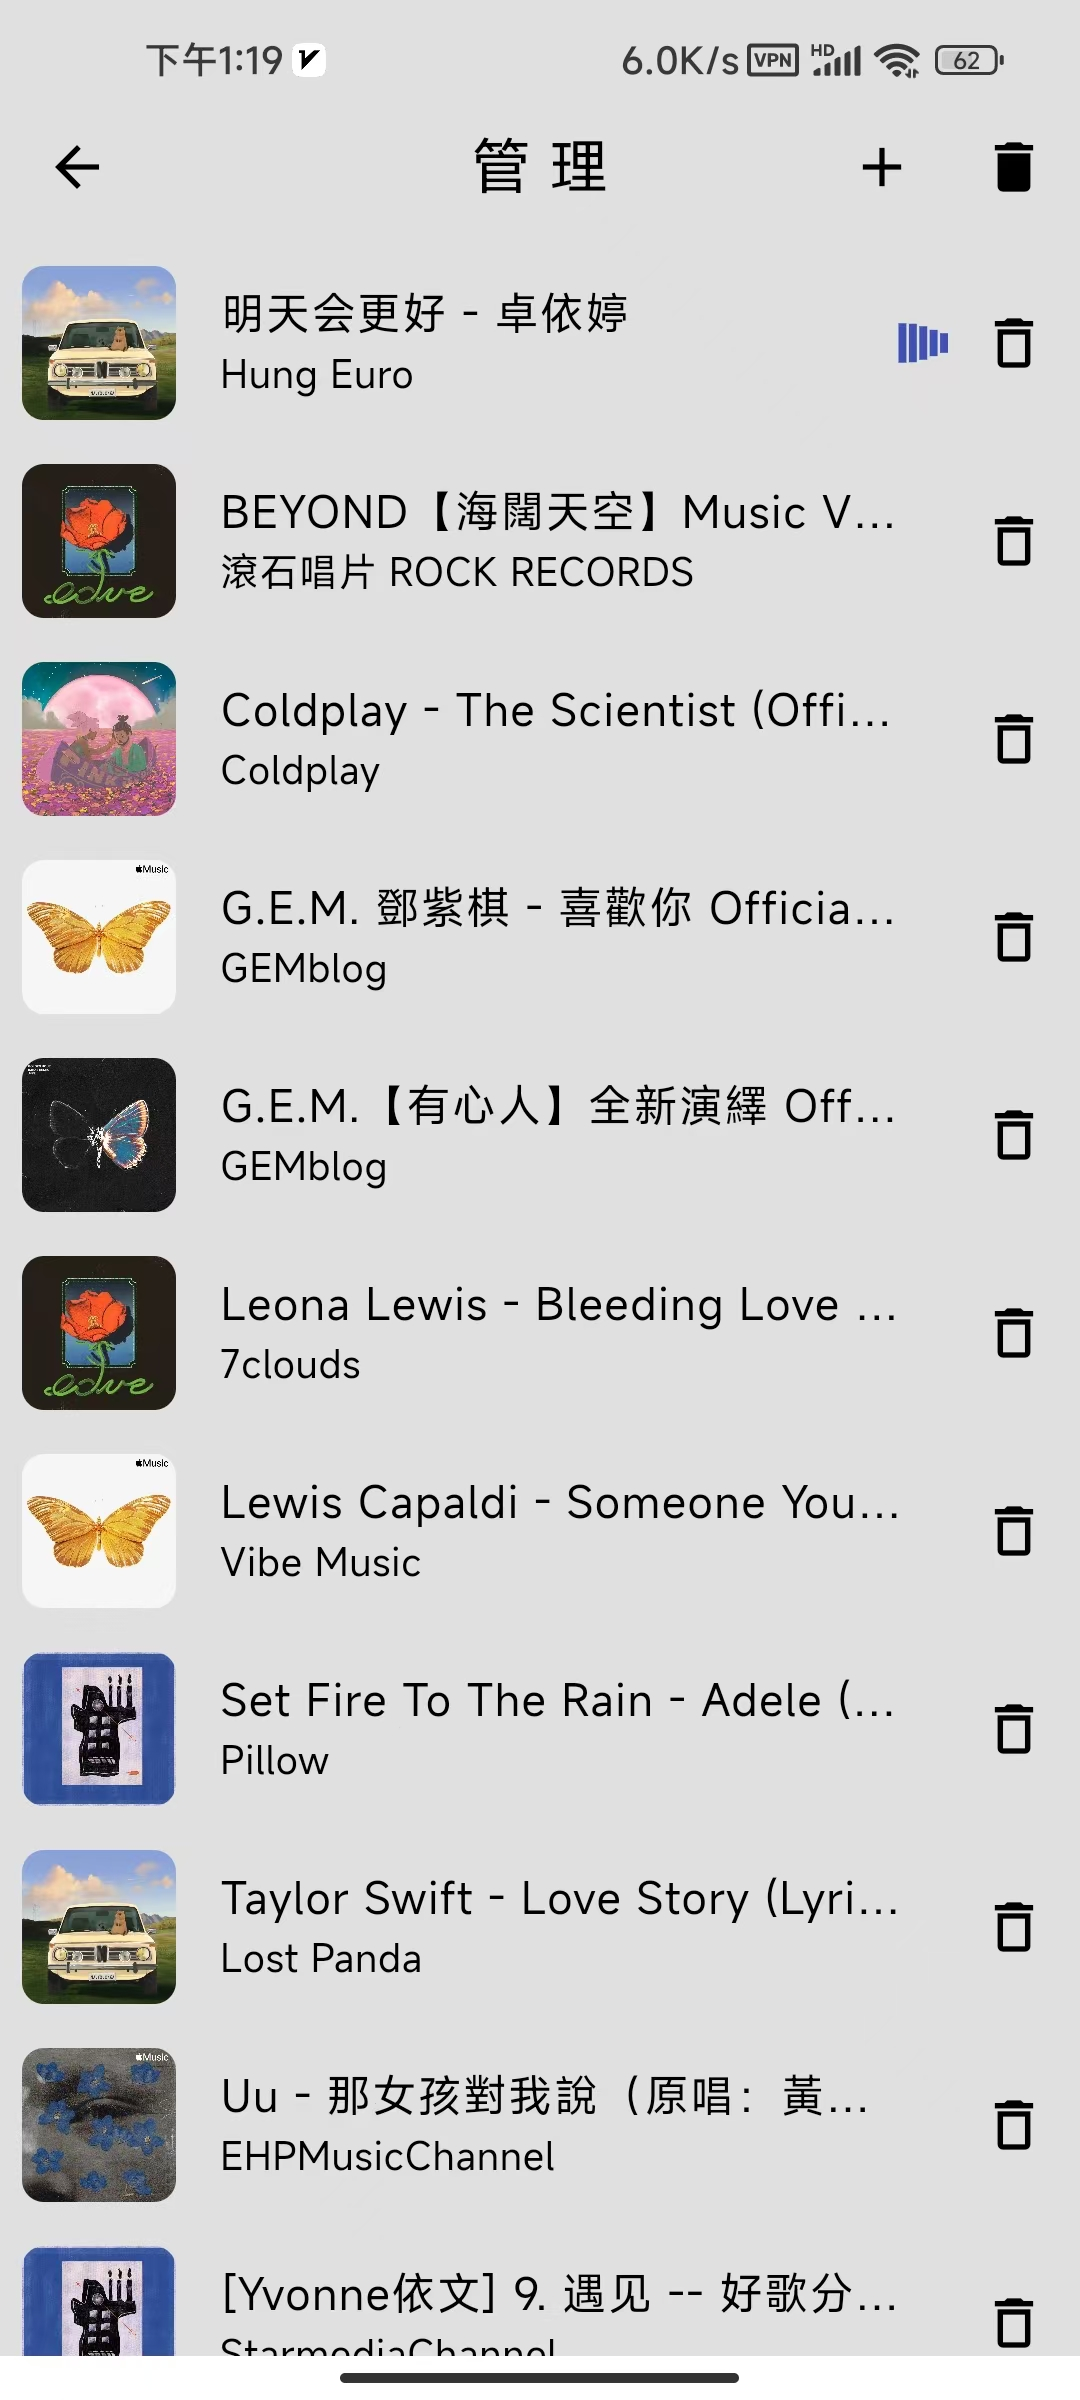 下午1:19
6.0K/s VPN HD 62
管理
明天会更好 - 卓依婷
Hung Euro
BEYOND【海闊天空】Music V...
滾石唱片 ROCK RECORDS
Coldplay - The Scientist (Offi...
Coldplay
Music
G.E.M. 鄧紫棋 - 喜歡你 Officia...
GEMblog
G.E.M.【有心人】全新演繹 Off...
GEMblog
Leona Lewis - Bleeding Love ...
7clouds
Music
Lewis Capaldi - Someone You...
Vibe Music
Set Fire To The Rain - Adele (...
Pillow
Taylor Swift - Love Story (Lyri...
Lost Panda
Music
Uu - 那女孩對我說（原唱：黃...
EHPMusicChannel
[Yvonne依文] 9. 遇见 -- 好歌分...
StarmediaChannel